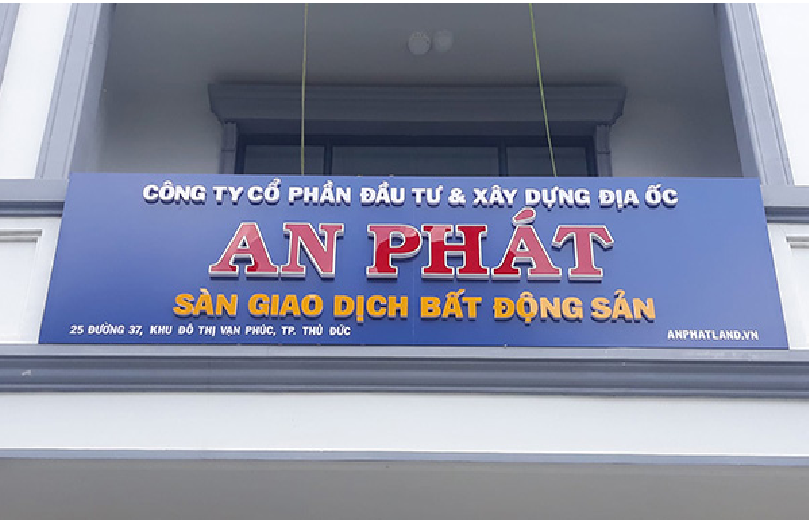 CÔNG TY CỔ PHẦN ĐẦU TƯ & XÂY DỰNG ĐỊA ỐC
AN PHÁT
SÀN GIAO DỊCH BẤT ĐỘNG SẢN
25 ĐƯỜNG 37, KHU ĐÔ THỊ VẠN PHÚC, TP. THỦ ĐỨC
ANPHATLAND.VN